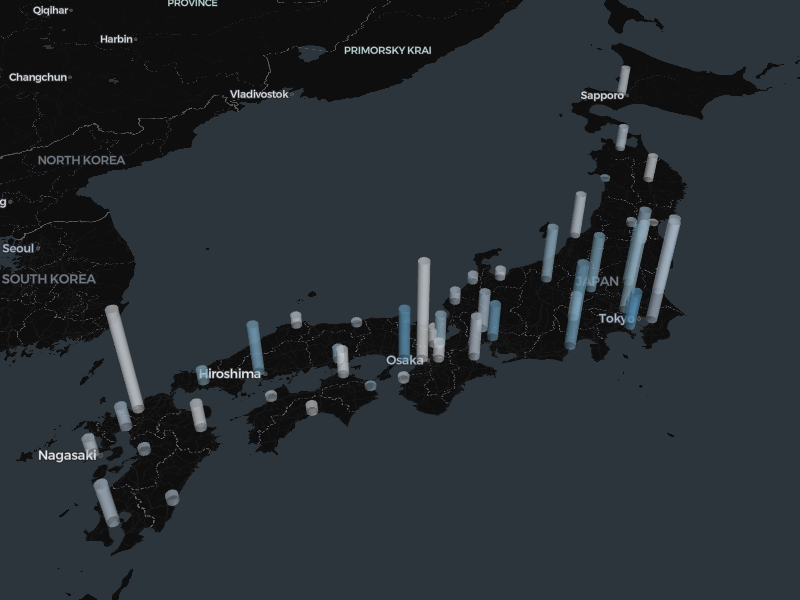 PROVINCE
Qiqihar
Harbin
PRIMORSKY KRAI
Changchun
Vladivostok
Sapporo
NORTH KOREA
g
Seoul
SOUTH KOREA
JAPAN
Tokyo
Osaka
Hiroshima
Nagasaki